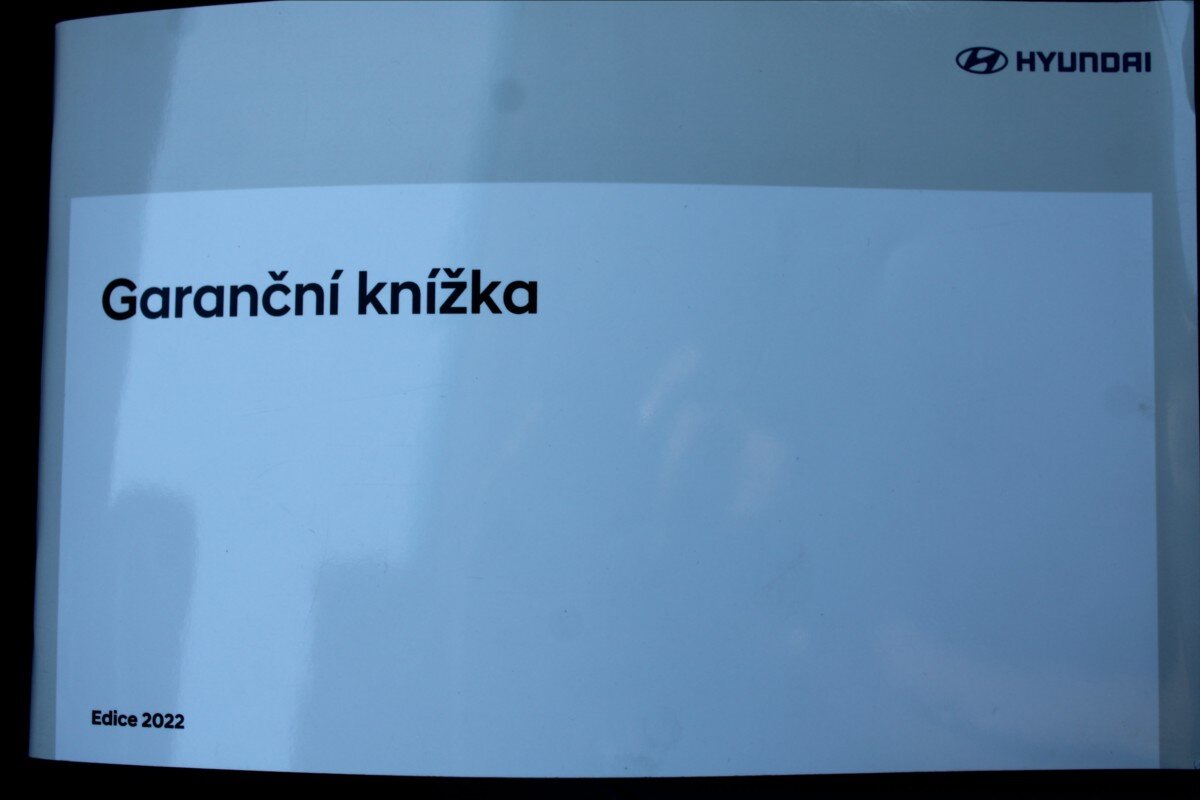 HYUNDAI
Garanční knížka
Edice 2022